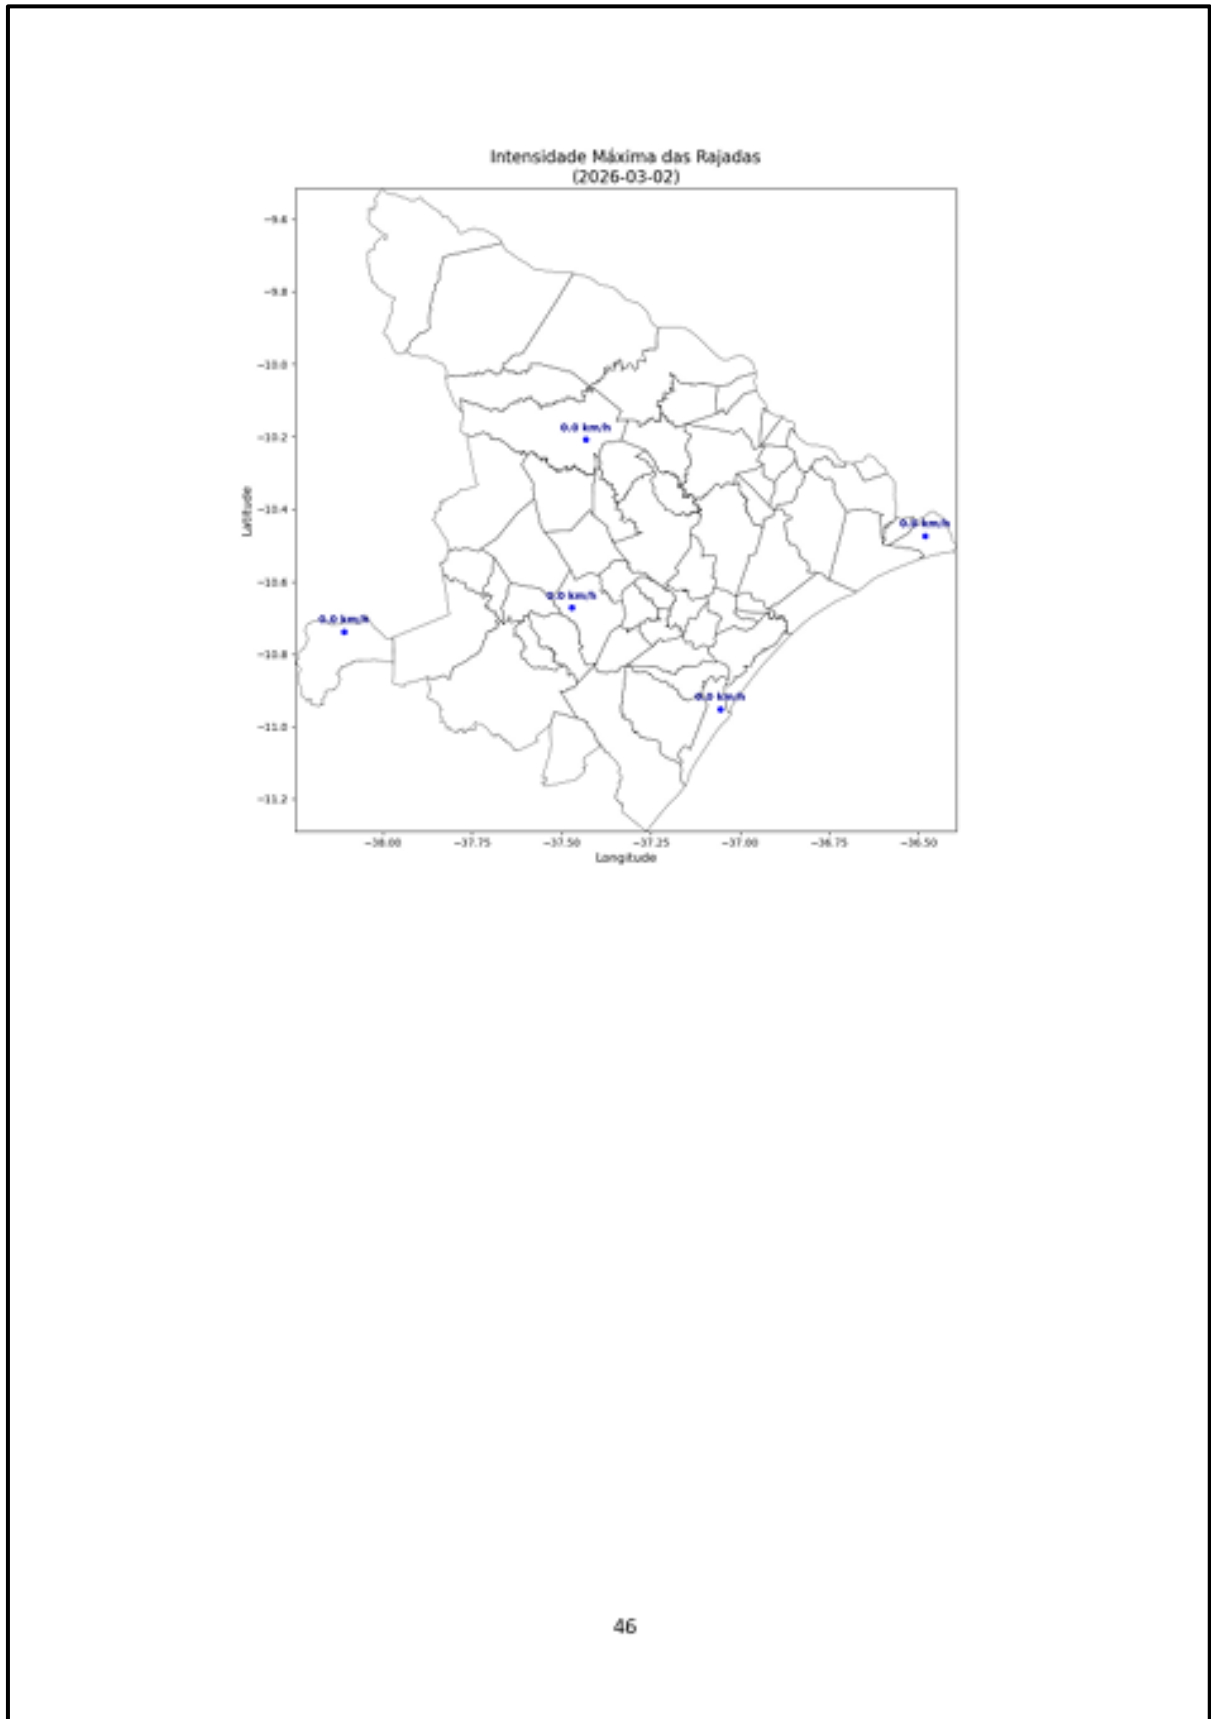 Intensidade Máxima das Rajadas
(2026-03-02)
Latitude
−9.6
−9.8
−10.0
−10.2
−10.4
−10.6
−10.8
−11.0
−11.2
0.0 km/h
0.0 km/h
0.0 km/h
0.0 km/h
0.0 km/h
−38.00 −37.75 −37.50 −37.25 −37.00 −36.75 −36.50
Longitude
46